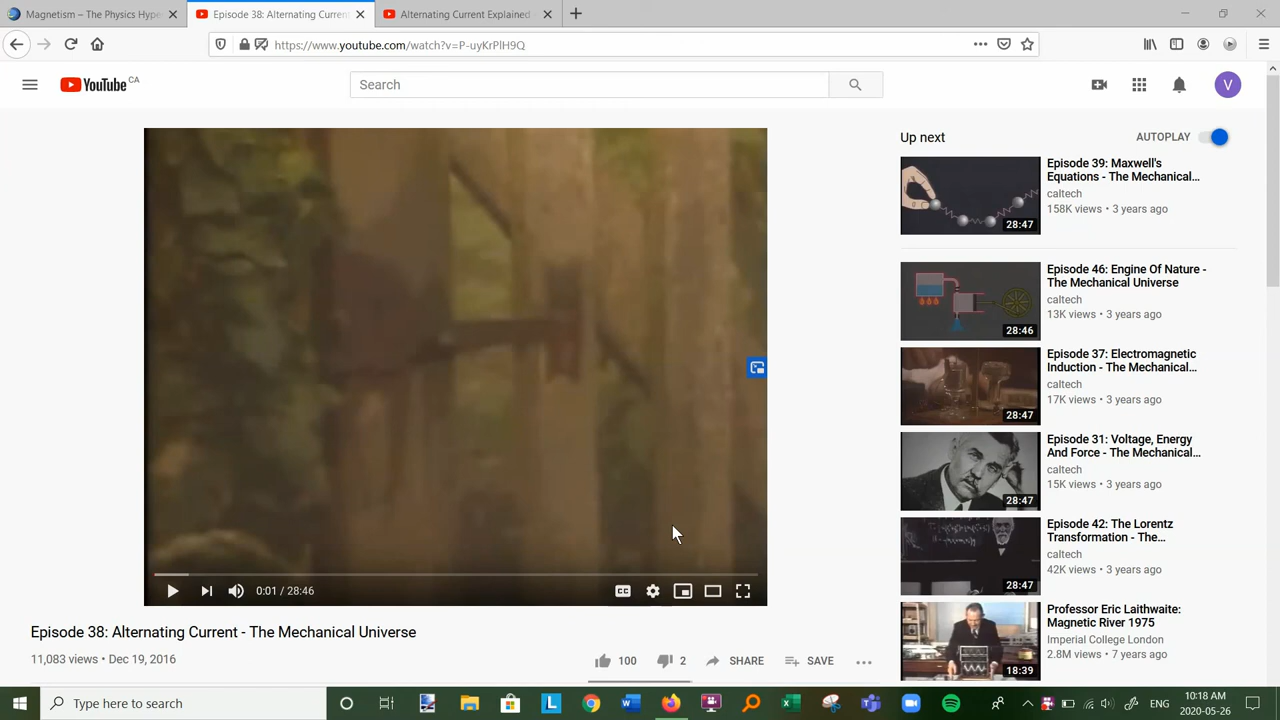 Magnetism – The Physics Hype
Episode 38: Alternating Curren
Alternating Current Explained
https://www.youtube.com/watch?v=P-uyKrPlH9Q
YouTube CA
Search
V
Up next
AUTOPLAY
Episode 39: Maxwell's
Equations - The Mechanical...
caltech
158K views • 3 years ago
28:47
Episode 46: Engine Of Nature -
The Mechanical Universe
caltech
13K views • 3 years ago
28:46
Episode 37: Electromagnetic
Induction - The Mechanical...
caltech
17K views • 3 years ago
28:47
Episode 31: Voltage, Energy
And Force - The Mechanical...
caltech
15K views • 3 years ago
28:47
Episode 42: The Lorentz
Transformation - The...
caltech
42K views • 3 years ago
28:47
Professor Eric Laithwaite:
Magnetic River 1975
Imperial College London
2.8M views • 7 years ago
18:39
0:01 / 28:46
CC
Episode 38: Alternating Current - The Mechanical Universe
11,083 views • Dec 19, 2016
100
2
SHARE
SAVE
Type here to search
ENG
10:18 AM
2020-05-26